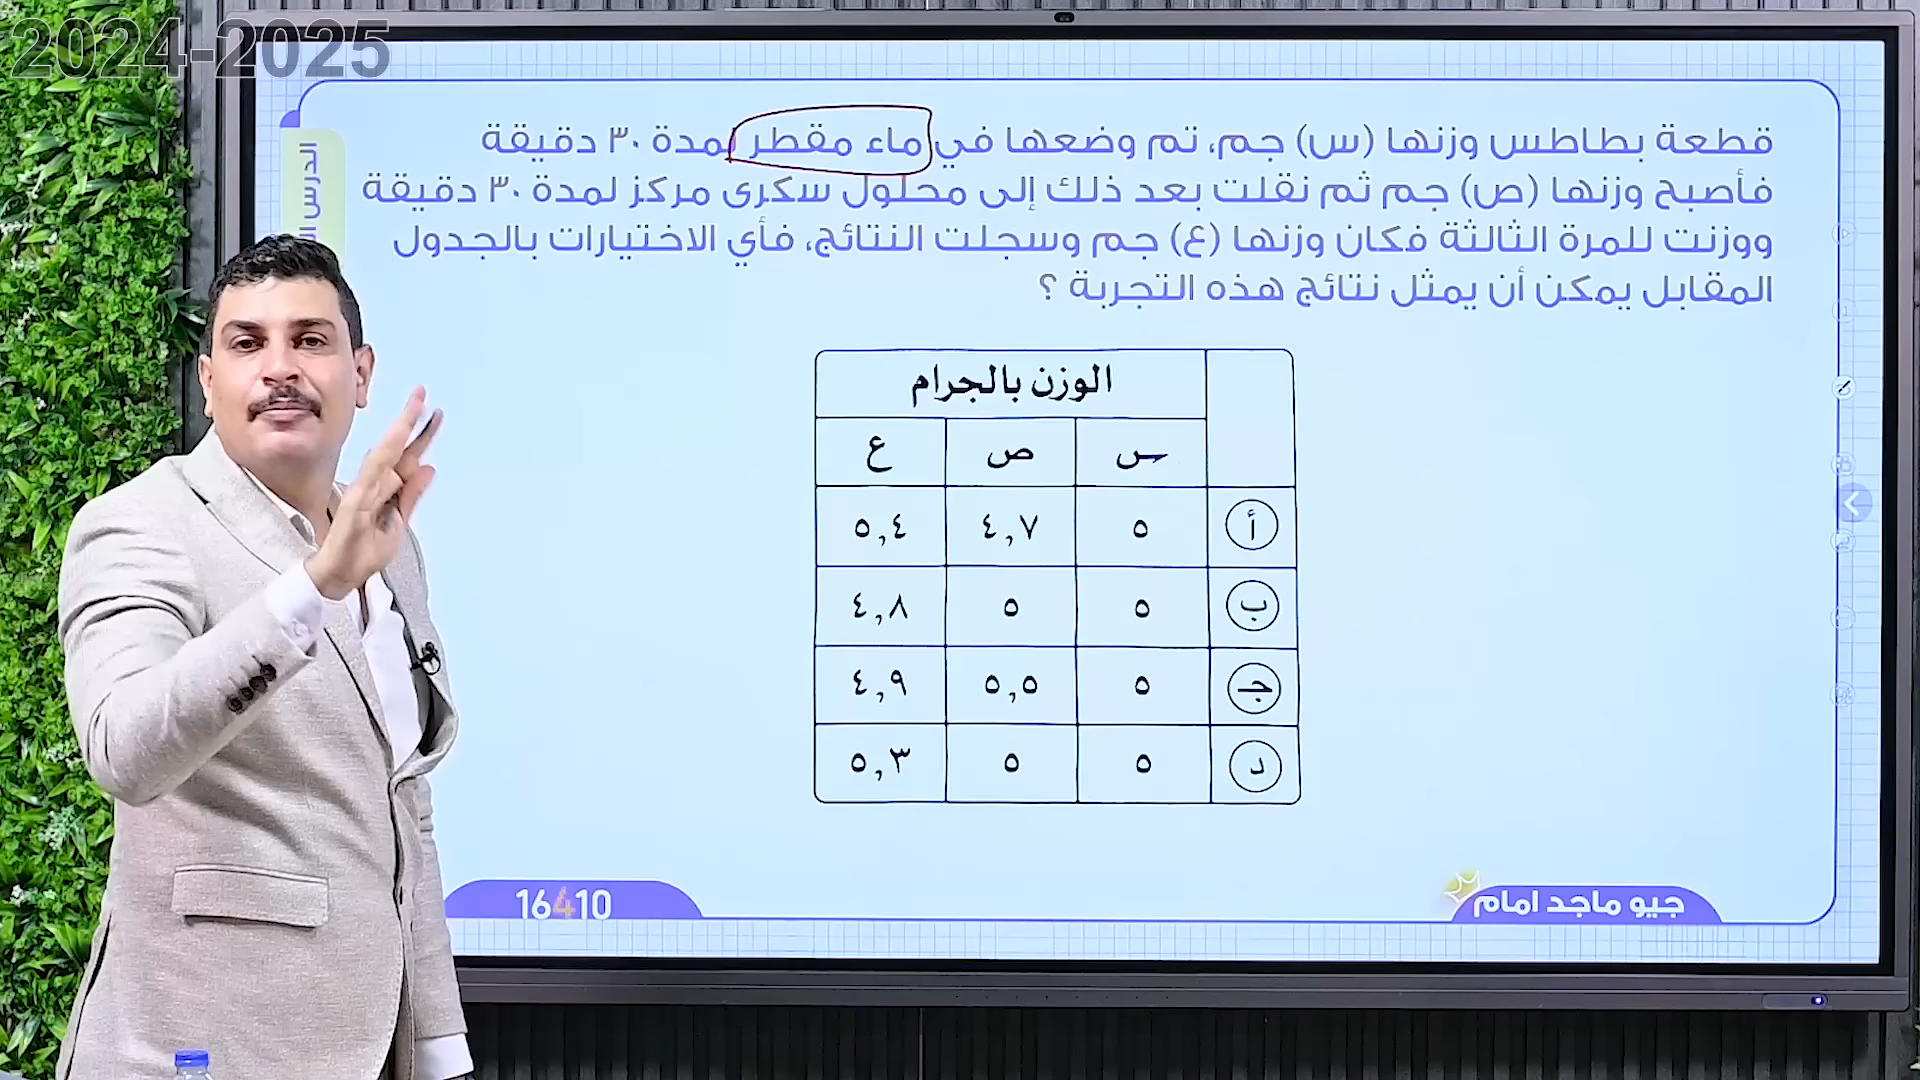 2024-2025
قطعة بطاطس وزنها (س) جم، تم وضعها في ماء مقطر لمدة ٣٠ دقيقة
فأصبح وزنها (ص) جم ثم نقلت بعد ذلك إلى محلول سكرى مركز لمدة ٣٠ دقيقة
ووزنت للمرة الثالثة فكان وزنها (ع) جم وسجلت النتائج، فأي الاختيارات بالجدول
المقابل يمكن أن يمثل نتائج هذه التجربة ؟
الدرس
الوزن بالجرام
س ص ع
أ ٥ ٤,٧ ٥,٤
ب ٥ ٥ ٤,٨
جـ ٥ ٥,٥ ٤,٩
د ٥ ٥ ٥,٣
جيو ماجد امام
16410